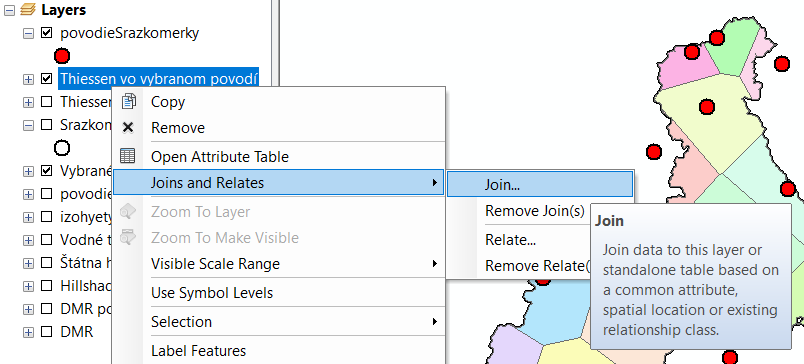 Layers
povodieSrazkomerky
Thiessen vo vybranom povodí
Thiessen
Srazkom
Vybrané
povodie
izohyety
Vodné t
Štátna h
Hillshad
DMR po
DMR
Copy
Remove
Open Attribute Table
Joins and Relates
Zoom To Layer
Zoom To Make Visible
Visible Scale Range
Use Symbol Levels
Selection
Label Features
Join...
Remove Join(s)
Relate...
Remove Relate(
Join
Join data to this layer or
standalone table based on
a common attribute,
spatial location or existing
relationship class.